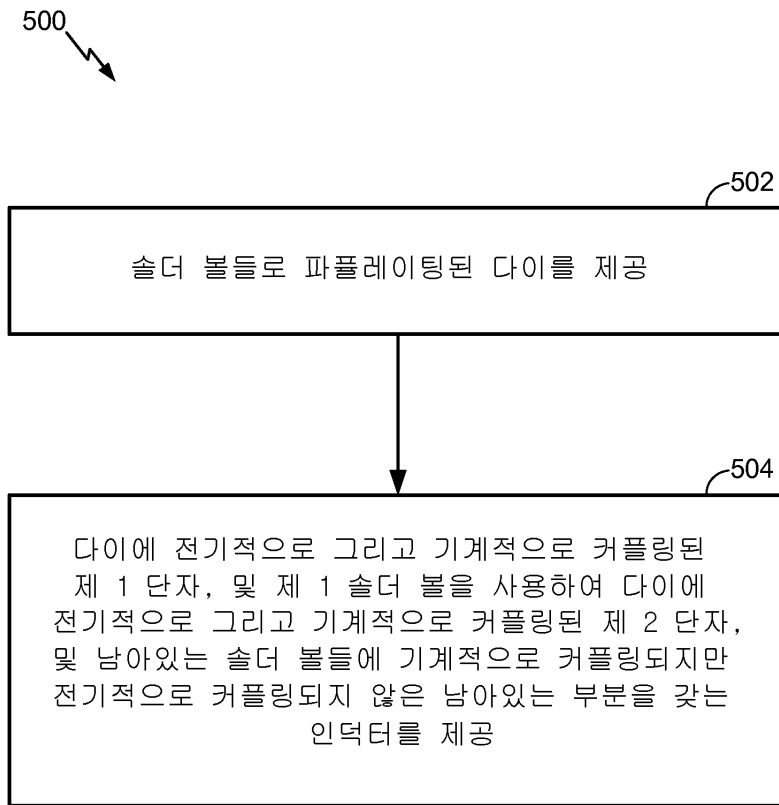 500
502
솔더 볼들로 파퓰레이팅된 다이를 제공
504
다이에 전기적으로 그리고 기계적으로 커플링된
제 1 단자, 및 제 1 솔더 볼을 사용하여 다이에
전기적으로 그리고 기계적으로 커플링된 제 2 단자,
및 남아있는 솔더 볼들에 기계적으로 커플링되지만
전기적으로 커플링되지 않은 남아있는 부분을 갖는
인덕터를 제공